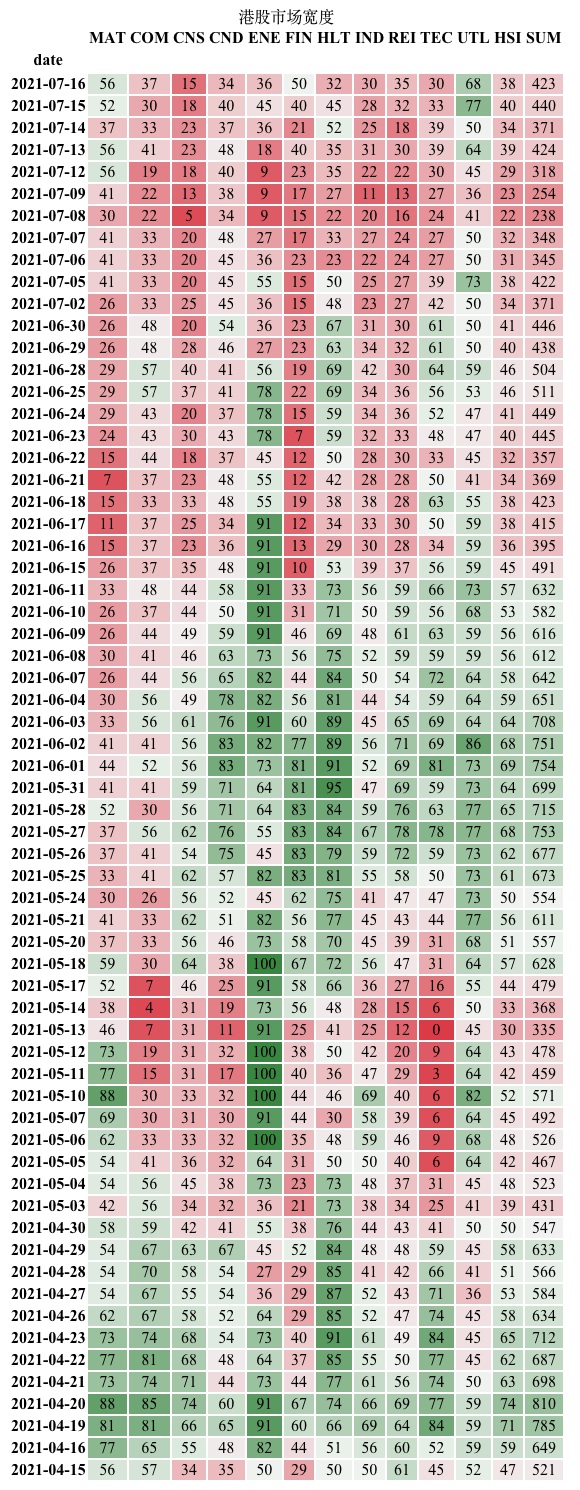 港股市场宽度
MAT COM CNS CND ENE FIN HLT IND REI TEC UTL HSI SUM
date
2021-07-16 56 37 15 34 36 50 32 30 35 30 68 38 423
2021-07-15 52 30 18 40 45 40 45 28 32 33 77 40 440
2021-07-14 37 33 23 37 36 21 52 25 18 39 50 34 371
2021-07-13 56 41 23 48 18 40 35 31 30 39 64 39 424
2021-07-12 56 19 18 40 9 23 35 22 22 30 45 29 318
2021-07-09 41 22 13 38 9 17 27 11 13 27 36 23 254
2021-07-08 30 22 5 34 9 15 22 20 16 24 41 22 238
2021-07-07 41 33 20 48 27 17 33 27 24 27 50 32 348
2021-07-06 41 33 20 45 36 23 23 22 24 27 50 31 345
2021-07-05 41 33 20 45 55 15 50 25 27 39 73 38 422
2021-07-02 26 33 25 45 36 15 48 23 27 42 50 34 371
2021-06-30 26 48 20 54 36 23 67 31 30 61 50 41 446
2021-06-29 26 48 28 46 27 23 63 34 32 61 50 40 438
2021-06-28 29 57 40 41 56 19 69 42 30 64 59 46 504
2021-06-25 29 57 37 41 78 22 69 34 36 56 53 46 511
2021-06-24 29 43 20 37 78 15 59 34 36 52 47 41 449
2021-06-23 24 43 30 43 78 7 59 32 33 48 47 40 445
2021-06-22 15 44 18 37 45 12 50 28 30 33 45 32 357
2021-06-21 7 37 23 48 55 12 42 28 28 50 41 34 369
2021-06-18 15 33 33 48 55 19 38 38 28 63 55 38 423
2021-06-17 11 37 25 34 91 12 34 33 30 50 59 38 415
2021-06-16 15 37 23 36 91 13 29 30 28 34 59 36 395
2021-06-15 26 37 35 48 91 10 53 39 37 56 59 45 491
2021-06-11 33 48 44 58 91 33 73 56 59 66 73 57 632
2021-06-10 26 37 44 50 91 31 71 50 59 56 68 53 582
2021-06-09 26 44 49 59 91 46 69 48 61 63 59 56 616
2021-06-08 30 41 46 63 73 56 75 52 59 59 59 56 612
2021-06-07 26 44 56 65 82 44 84 50 54 72 64 58 642
2021-06-04 30 56 49 78 82 56 81 44 54 59 64 59 651
2021-06-03 33 56 61 76 91 60 89 45 65 69 64 64 708
2021-06-02 41 41 56 83 82 77 89 56 71 69 86 68 751
2021-06-01 44 52 56 83 73 81 91 52 69 81 73 69 754
2021-05-31 41 41 59 71 64 81 95 47 69 59 73 64 699
2021-05-28 52 30 56 71 64 83 84 59 76 63 77 65 715
2021-05-27 37 56 62 76 55 83 84 67 78 78 77 68 753
2021-05-26 37 41 54 75 45 83 79 59 72 59 73 62 677
2021-05-25 33 41 62 57 82 83 81 55 58 50 73 61 673
2021-05-24 30 26 56 52 45 62 75 41 47 47 73 50 554
2021-05-21 41 33 62 51 82 56 77 45 43 44 77 56 611
2021-05-20 37 33 56 46 73 58 70 45 39 31 68 51 557
2021-05-18 59 30 64 38 100 67 72 56 47 31 64 57 628
2021-05-17 52 7 46 25 91 58 66 36 27 16 55 44 479
2021-05-14 38 4 31 19 73 56 48 28 15 6 50 33 368
2021-05-13 46 7 31 11 91 25 41 25 12 0 45 30 335
2021-05-12 73 19 31 32 100 38 50 42 20 9 64 43 478
2021-05-11 77 15 31 17 100 40 36 47 29 3 64 42 459
2021-05-10 88 30 33 32 100 44 46 69 40 6 82 52 571
2021-05-07 69 30 31 30 91 44 30 58 39 6 64 45 492
2021-05-06 62 33 33 32 100 35 48 59 46 9 68 48 526
2021-05-05 54 41 36 32 64 31 50 50 40 6 64 42 467
2021-05-04 54 56 45 38 73 23 73 48 37 31 45 48 523
2021-05-03 42 56 34 32 36 21 73 38 34 25 41 39 431
2021-04-30 58 59 42 41 55 38 76 44 43 41 50 50 547
2021-04-29 54 67 63 67 45 52 84 48 48 59 45 58 633
2021-04-28 54 70 58 54 27 29 85 41 42 66 41 51 566
2021-04-27 54 67 55 54 36 29 87 52 43 71 36 53 584
2021-04-26 62 67 58 52 64 29 85 52 47 74 45 58 634
2021-04-23 73 74 68 54 73 40 91 61 49 84 45 65 712
2021-04-22 77 81 68 48 64 37 85 55 50 77 45 62 687
2021-04-21 73 74 71 44 73 44 77 61 56 74 50 63 698
2021-04-20 88 85 74 60 91 67 74 66 69 77 59 74 810
2021-04-19 81 81 66 65 91 60 66 69 64 84 59 71 785
2021-04-16 77 65 55 48 82 44 51 56 60 52 59 59 649
2021-04-15 56 57 34 35 50 29 50 50 61 45 52 47 521